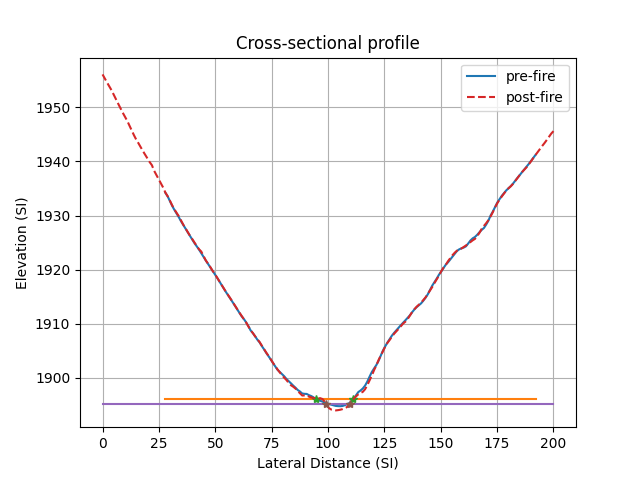 Cross-sectional profile
pre-fire
post-fire
Elevation (SI)
1950
1940
1930
1920
1910
1900
0 25 50 75 100 125 150 175 200
Lateral Distance (SI)